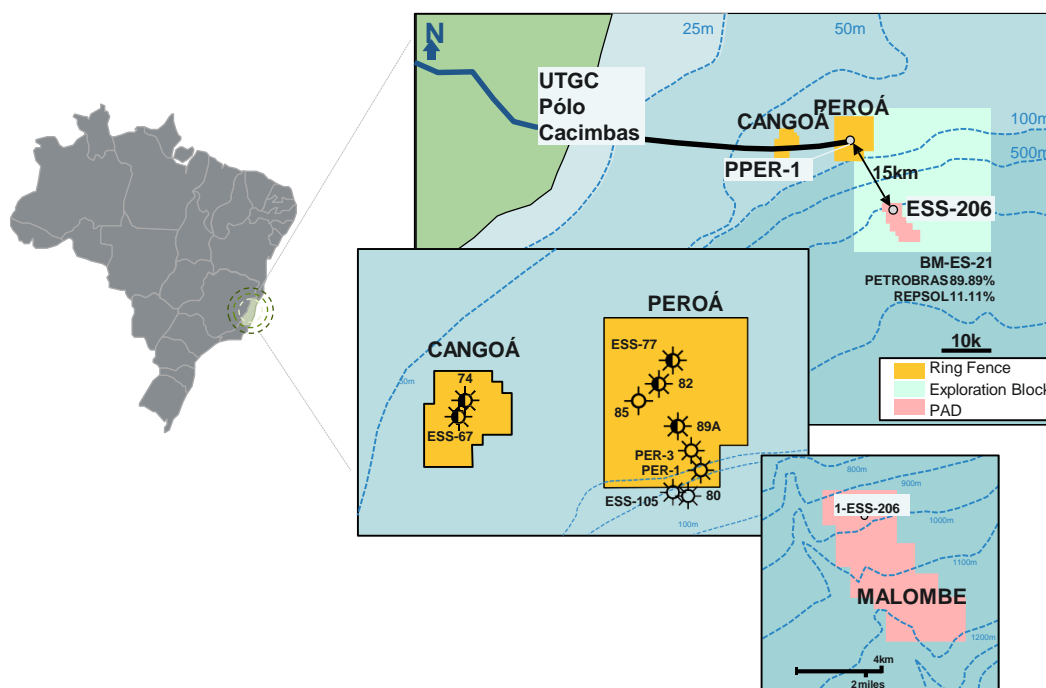 25m
50m
N
UTGC
Pólo
Cacimbas
PEROÁ
CANGOÁ
100m
500m
PPER-1
15km
ESS-206
BM-ES-21
PETROBRAS 89.89%
REPSOL 11.11%
10k
Ring Fence
Exploration Block
PAD
PEROÁ
ESS-77
CANGOÁ
74
82
50m
85
ESS-67
89A
PER-3
PER-1
ESS-105
80
100m
800m
900m
1-ESS-206
1000m
1100m
MALOMBE
1200m
4km
2 miles